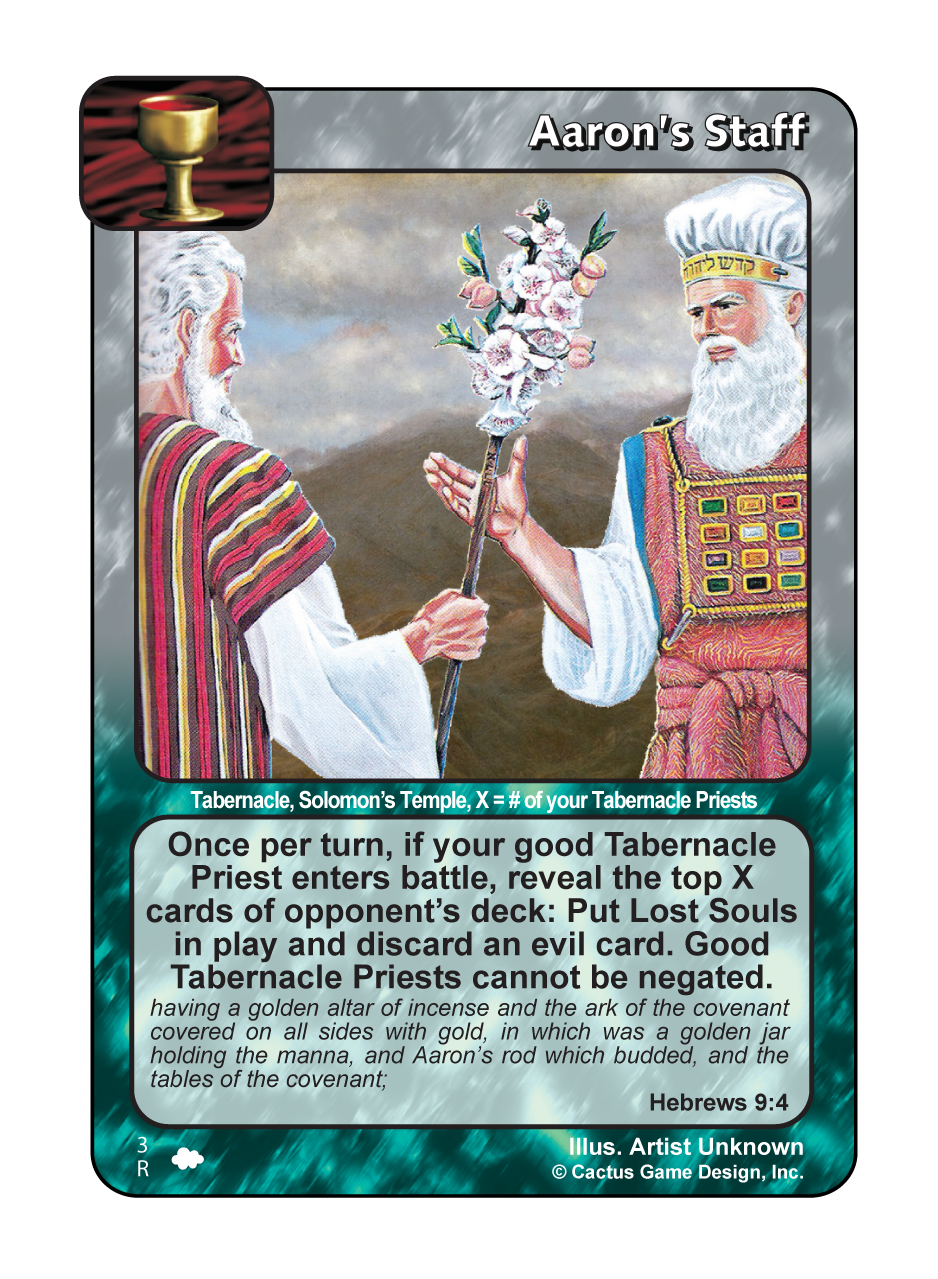 Aaron's Staff
קדש ליהוה
Tabernacle, Solomon's Temple, X = # of your Tabernacle Priests
Once per turn, if your good Tabernacle
Priest enters battle, reveal the top X
cards of opponent's deck: Put Lost Souls
in play and discard an evil card. Good
Tabernacle Priests cannot be negated.
having a golden altar of incense and the ark of the covenant
covered on all sides with gold, in which was a golden jar
holding the manna, and Aaron's rod which budded, and the
tables of the covenant;
Hebrews 9:4
3
R
Illus. Artist Unknown
© Cactus Game Design, Inc.